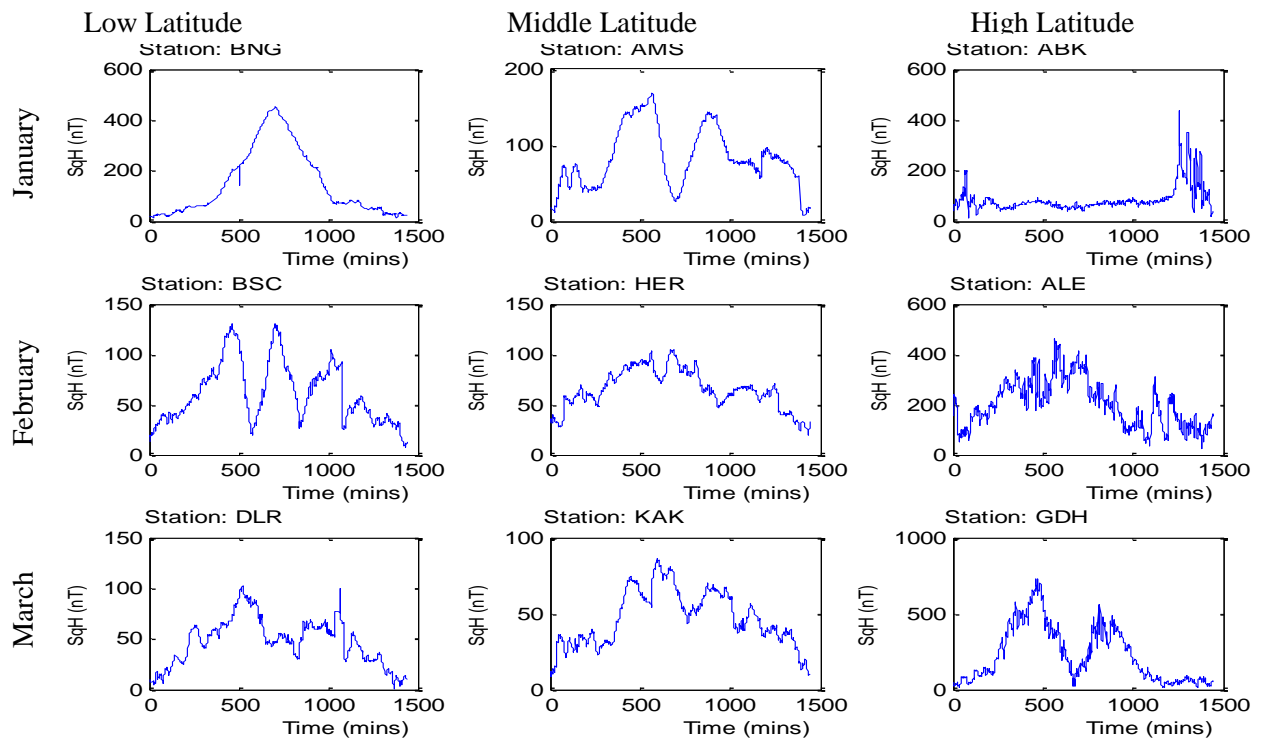 Low Latitude Middle Latitude High Latitude
Station: BNG Station: AMS Station: ABK
January
SqH (nT)
600
400
200
0
0 500 1000 1500
Time (mins)
SqH (nT)
200
100
0
0 500 1000 1500
Time (mins)
SqH (nT)
600
400
200
0
0 500 1000 1500
Time (mins)
Station: BSC Station: HER Station: ALE
February
SqH (nT)
150
100
50
0
0 500 1000 1500
Time (mins)
SqH (nT)
150
100
50
0
0 500 1000 1500
Time (mins)
SqH (nT)
600
400
200
0
0 500 1000 1500
Time (mins)
Station: DLR Station: KAK Station: GDH
March
SqH (nT)
150
100
50
0
0 500 1000 1500
Time (mins)
SqH (nT)
100
50
0
0 500 1000 1500
Time (mins)
SqH (nT)
1000
500
0
0 500 1000 1500
Time (mins)